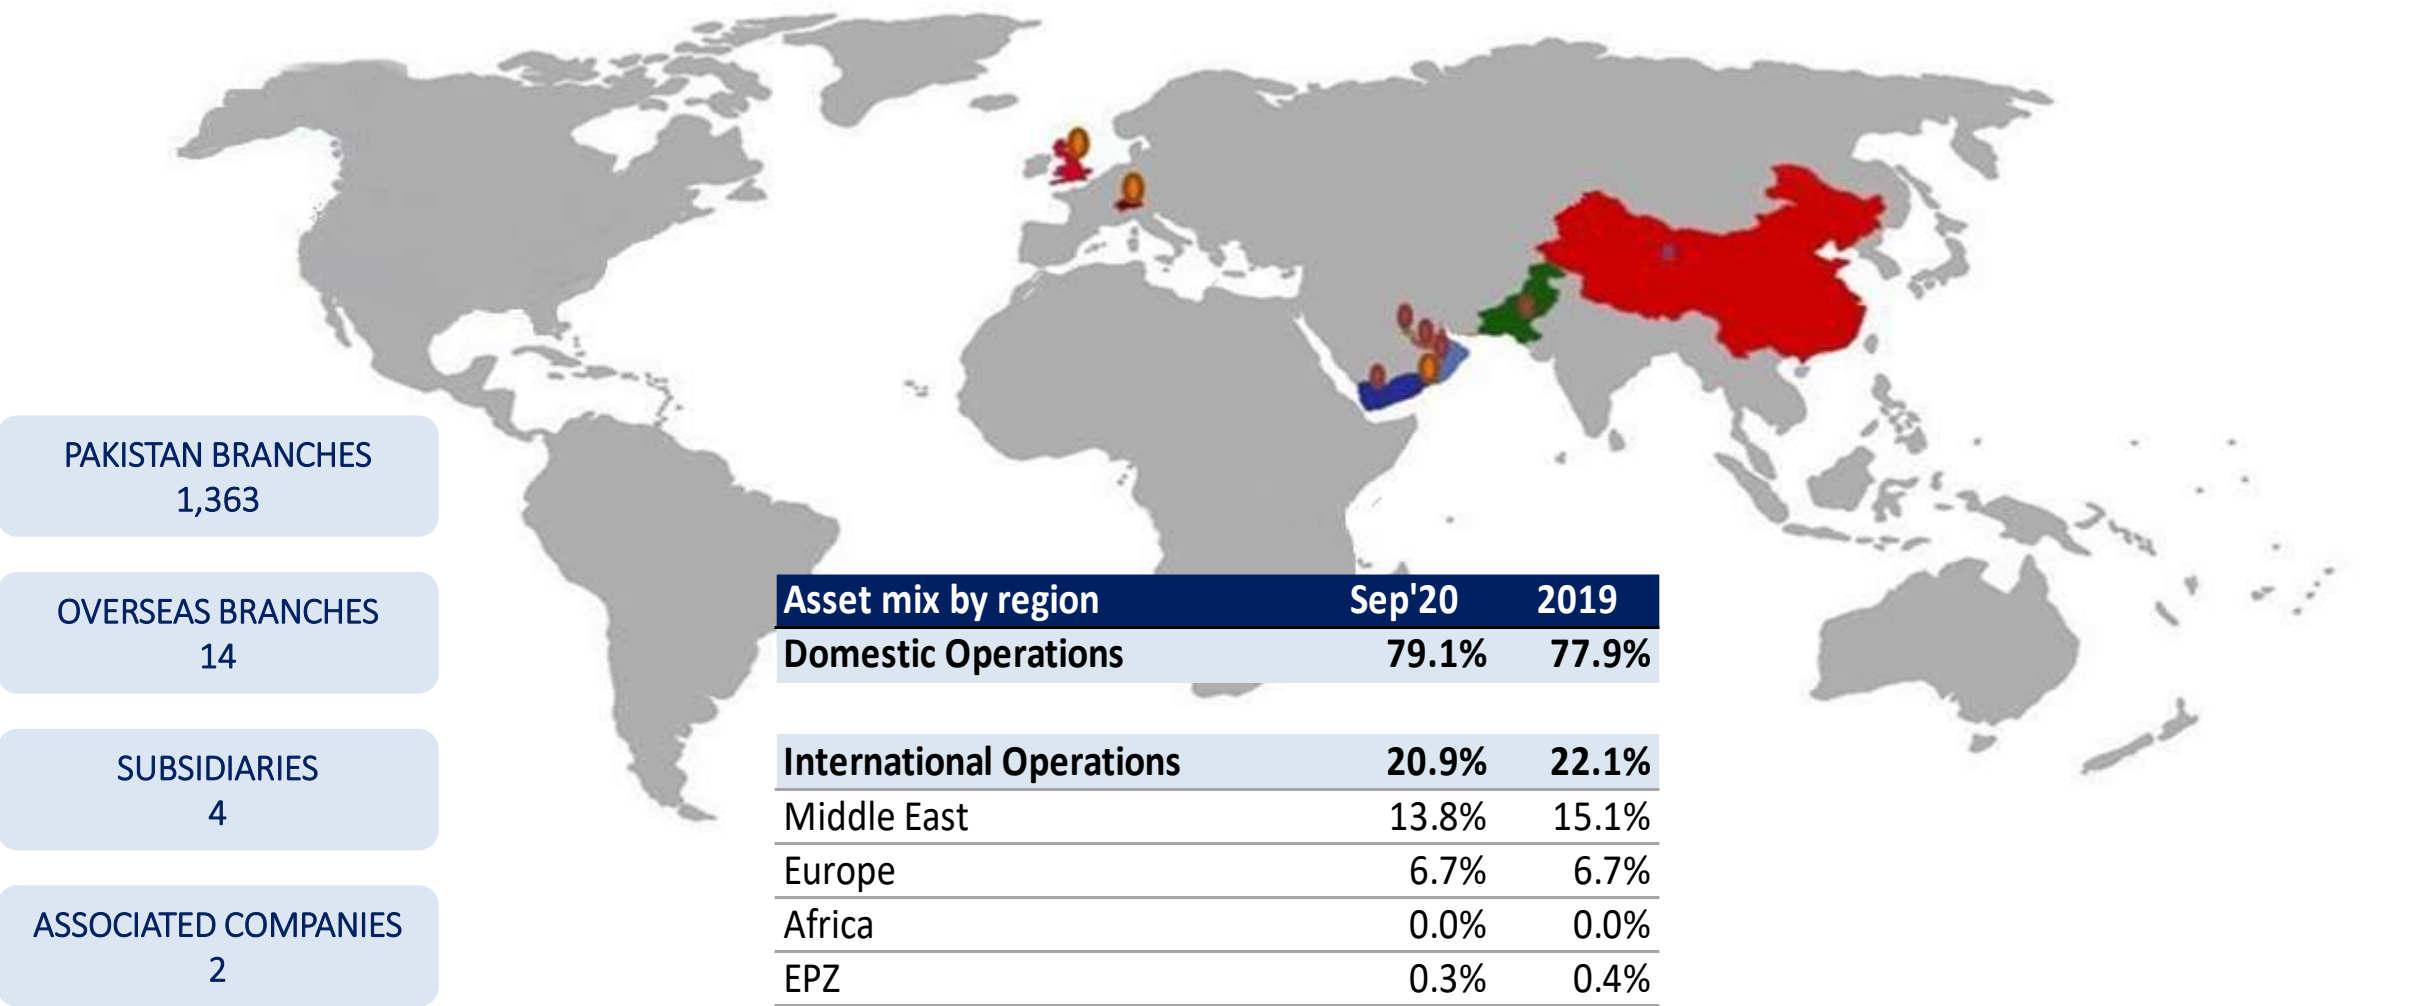 PAKISTAN BRANCHES
1,363
OVERSEAS BRANCHES
14
SUBSIDIARIES
4
ASSOCIATED COMPANIES
2
Asset mix by region Sep'20 2019
Domestic Operations 79.1% 77.9%
International Operations 20.9% 22.1%
Middle East 13.8% 15.1%
Europe 6.7% 6.7%
Africa 0.0% 0.0%
EPZ 0.3% 0.4%